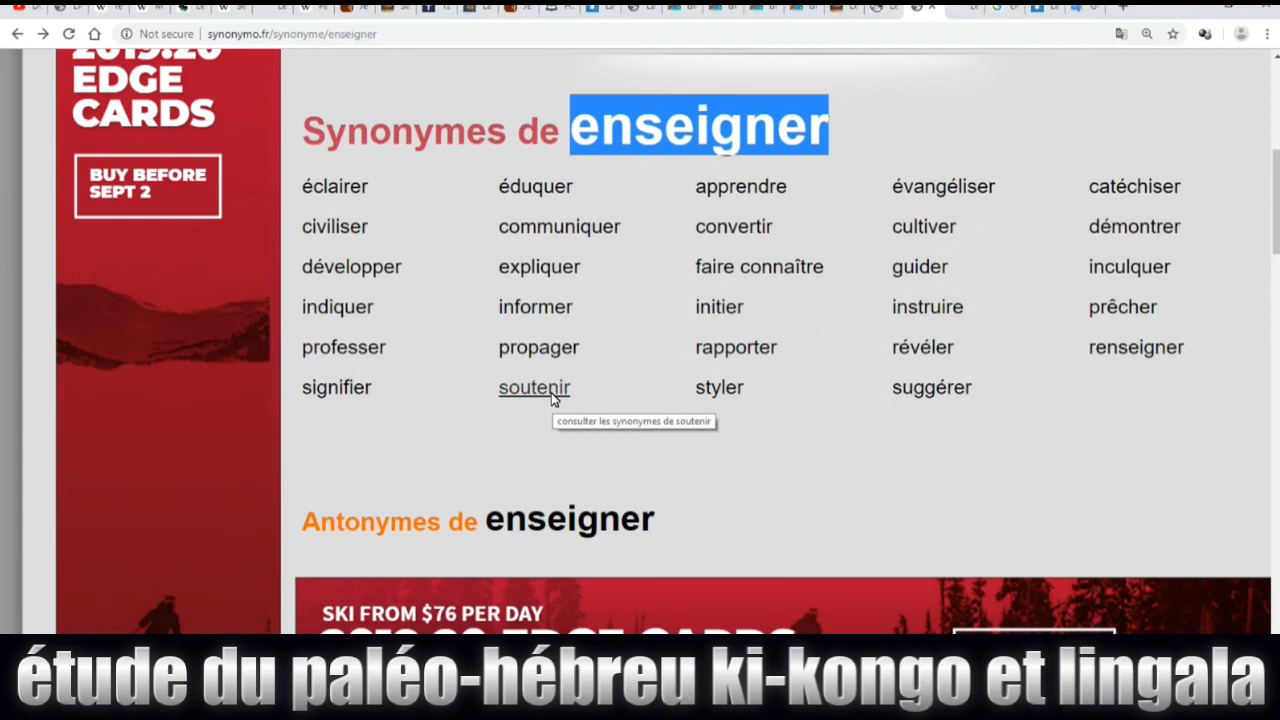 Not secure synonymo.fr/synonyme/enseigner
EDGE
CARDS
BUY BEFORE
SEPT 2
Synonymes de enseigner
éclairer éduquer apprendre évangéliser catéchiser
civiliser communiquer convertir cultiver démontrer
développer expliquer faire connaître guider inculquer
indiquer informer initier instruire prêcher
professer propager rapporter révéler renseigner
signifier soutenir styler suggérer
consulter les synonymes de soutenir
Antonymes de enseigner
SKI FROM $76 PER DAY
étude du paléo-hébreu ki-kongo et lingala